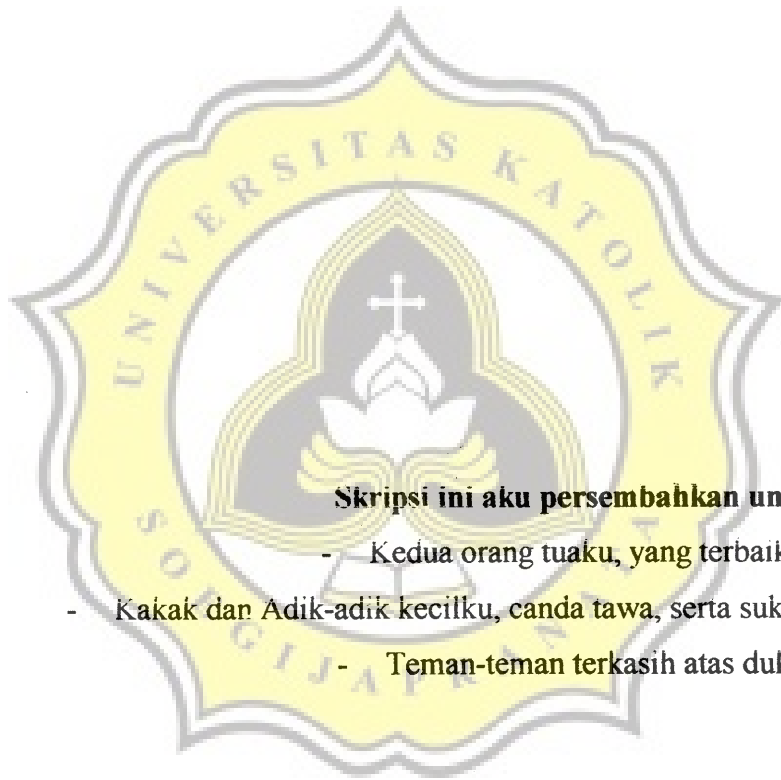 UNIVERSITAS KATOLIK
SOEGIJAPRANATA
Skripsi ini aku persembahkan un
- Kedua orang tuaku, yang terbaik
- Kakak dan Adik-adik kecilku, canda tawa, serta suk
- Teman-teman terkasih atas du